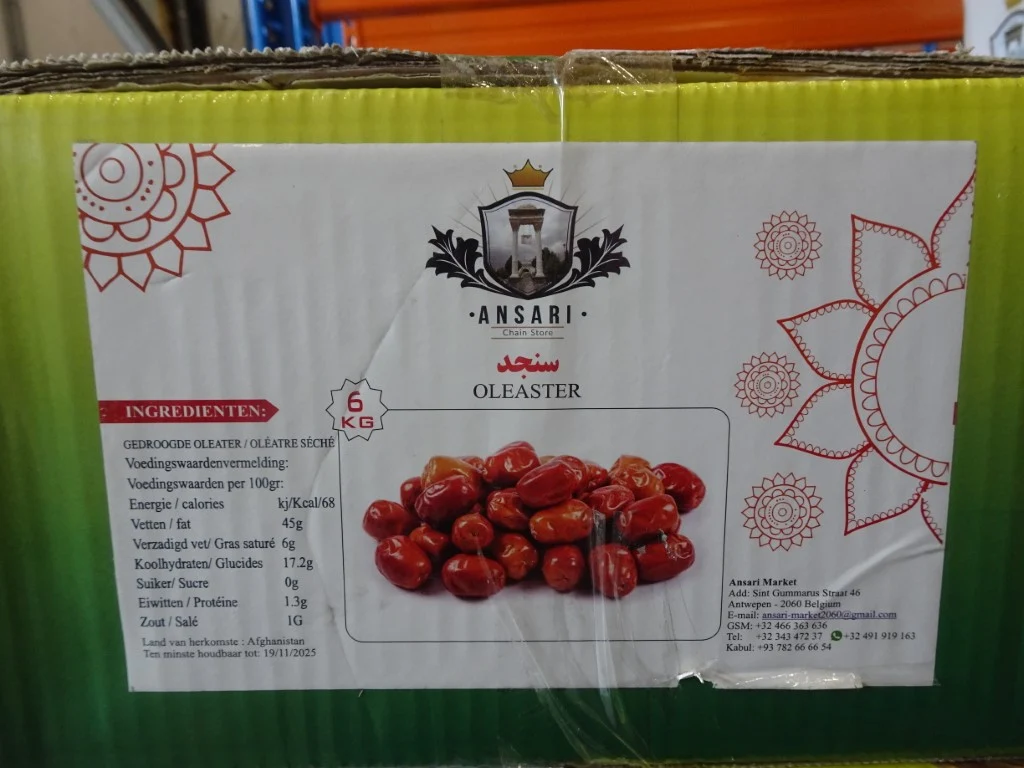 · ANSARI ·
Chain Store
سنجد
OLEASTER
6
KG
INGREDIENTEN:
GEDROOGDE OLEATER / OLÉATRE SÉCHÉ
Voedingswaardenvermelding:
Voedingswaarden per 100gr:
Energie / calories kj/Kcal/68
Vetten / fat 45g
Verzadigd vet/ Gras saturé 6g
Koolhydraten/ Glucides 17.2g
Suiker/ Sucre 0g
Eiwitten / Protéine 1.3g
Zout / Salé 1G
Land van herkomste : Afghanistan
Ten minste houdbaar tot: 19/11/2025
Ansari Market
Add: Sint Gummarus Straat 46
Antwepen - 2060 Belgium
E-mail: ansari-market2060@gmail.com
GSM: +32 466 363 636
Tel: +32 343 472 37 +32 491 919 163
Kabul: +93 782 66 66 54